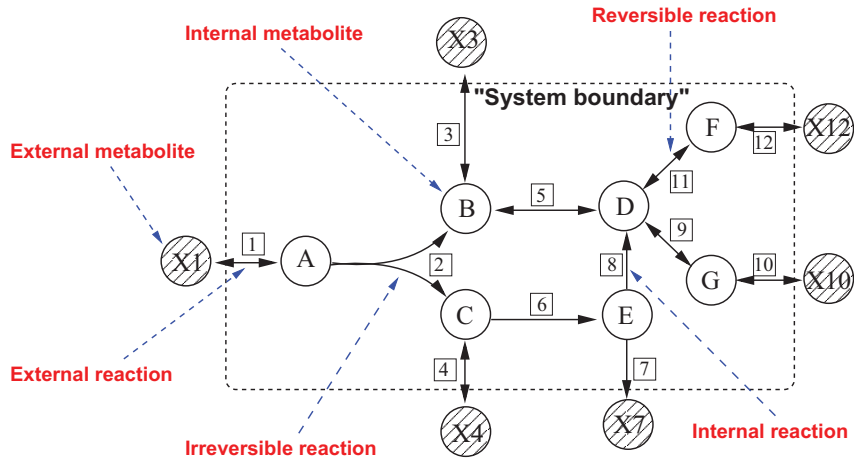 Reversible reaction
Internal metabolite
X3
"System boundary"
3
F
12
X12
External metabolite
11
B
5
D
9
X1
1
A
2
8
G
10
X10
C
6
E
4
7
External reaction
X4
X7
Irreversible reaction
Internal reaction